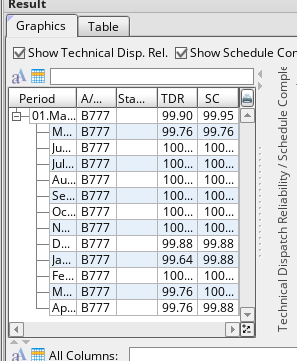 Result
Graphics Table
Show Technical Disp. Rel. Show Schedule Cor
Period A/... Sta... TDR SC
01.Ma... B777 99.90 99.95
M... B777 99.76 99.76
Ju... B777 100... 100...
Jul... B777 100... 100...
Au... B777 100... 100...
Se... B777 100... 100...
Oc... B777 100... 100...
N... B777 100... 100...
D... B777 99.88 99.88
Ja... B777 99.64 99.88
Fe... B777 100... 100...
M... B777 99.76 100...
Ap... B777 99.76 99.88
Technical Dispatch Reliability / Schedule Comple
All Columns: